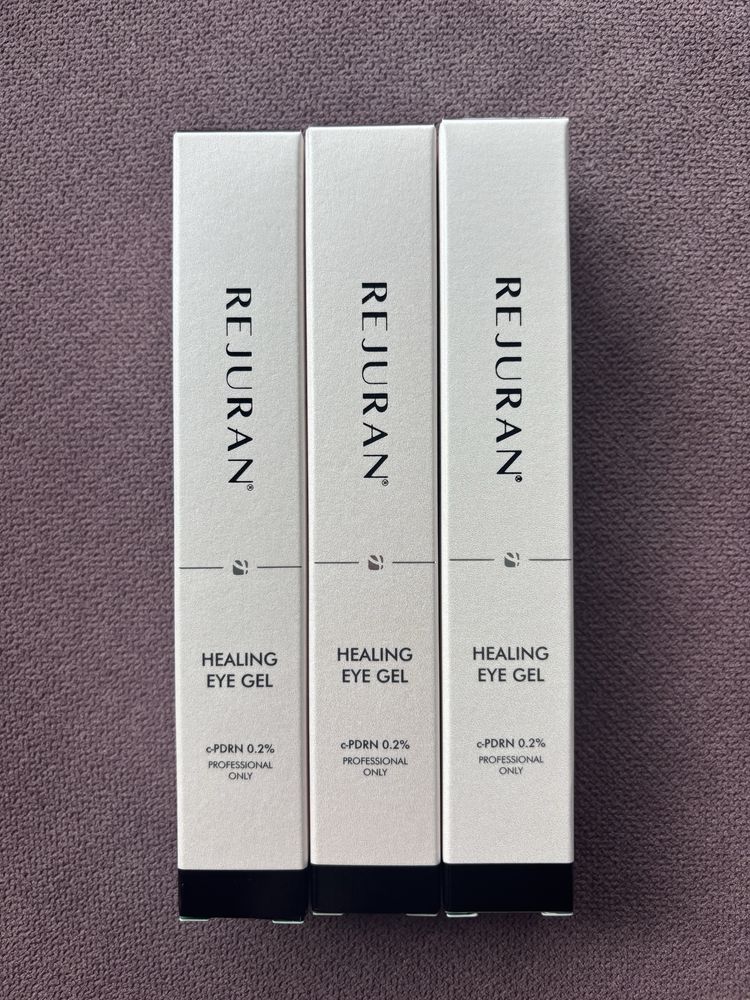 REJURAN®
HEALING
EYE GEL
c-PDRN 0.2%
PROFESSIONAL
ONLY
REJURAN®
HEALING
EYE GEL
c-PDRN 0.2%
PROFESSIONAL
ONLY
REJURAN®
HEALING
EYE GEL
c-PDRN 0.2%
PROFESSIONAL
ONLY